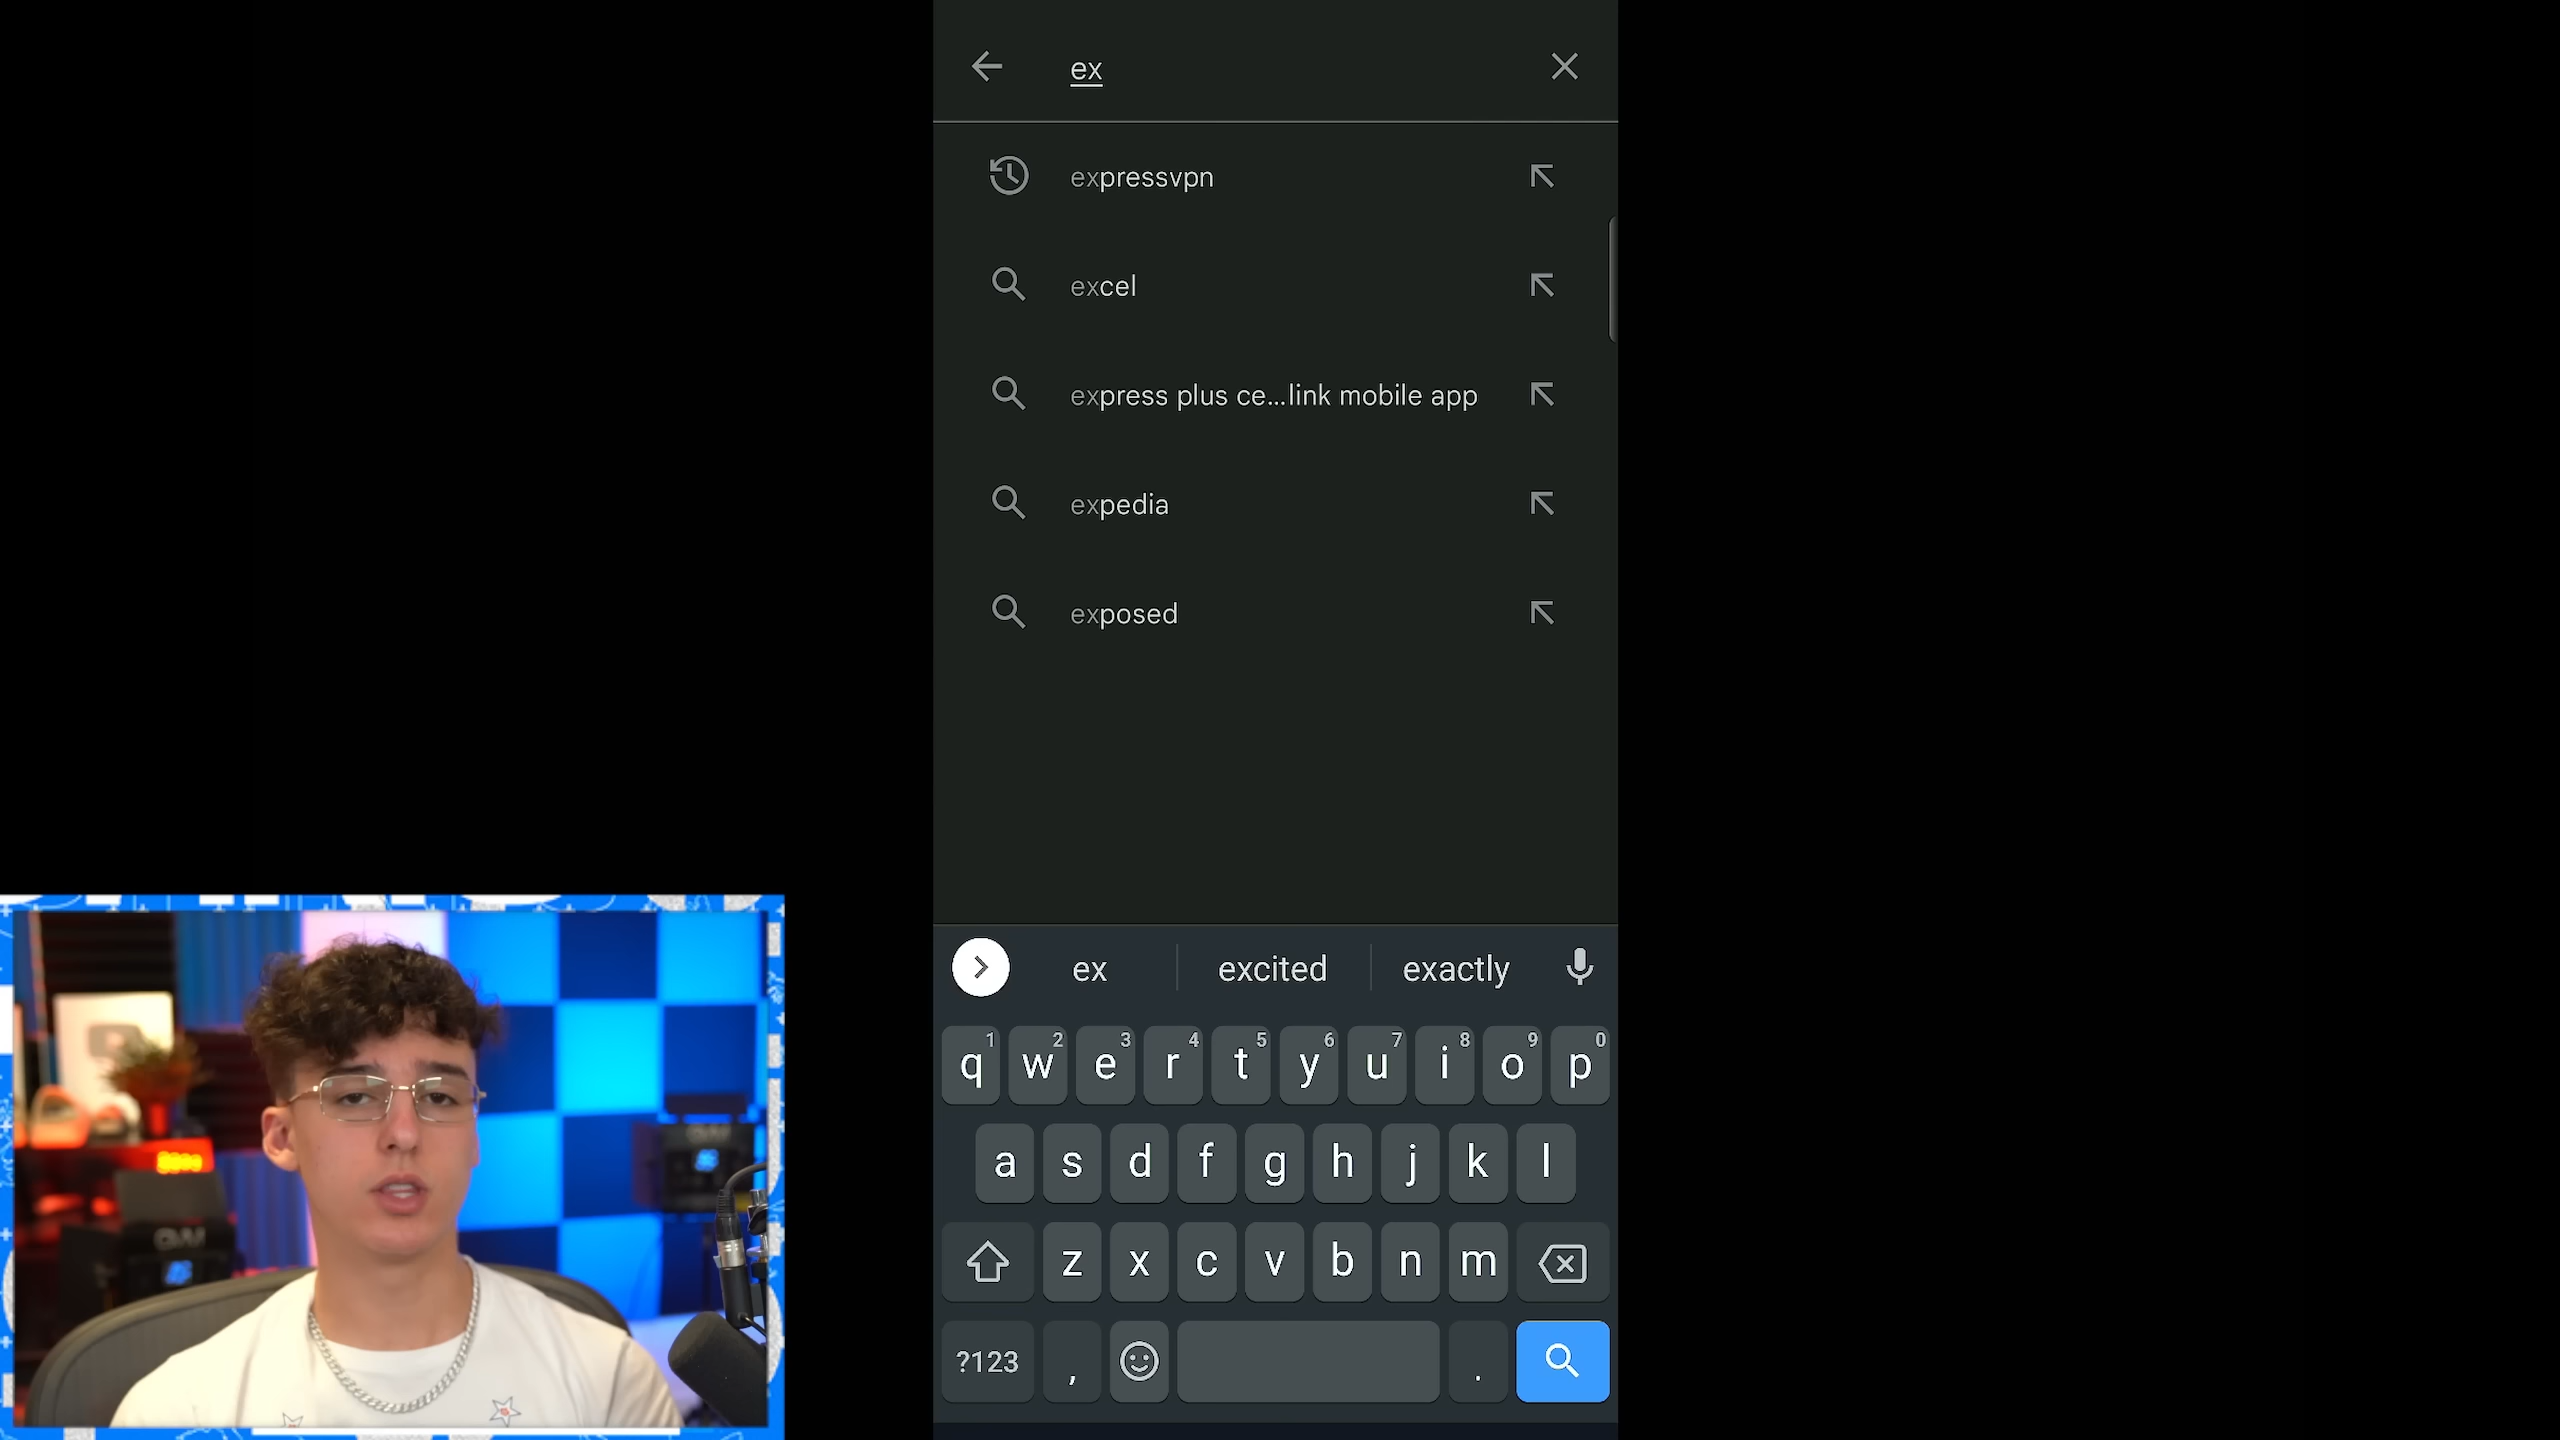 ex
expressvpn
excel
express plus ce...link mobile app
expedia
exposed
ex excited exactly
1 2 3 4 5 6 7 8 9 0
q w e r t y u i o p
a s d f g h j k l
z x c v b n m
?123 , .